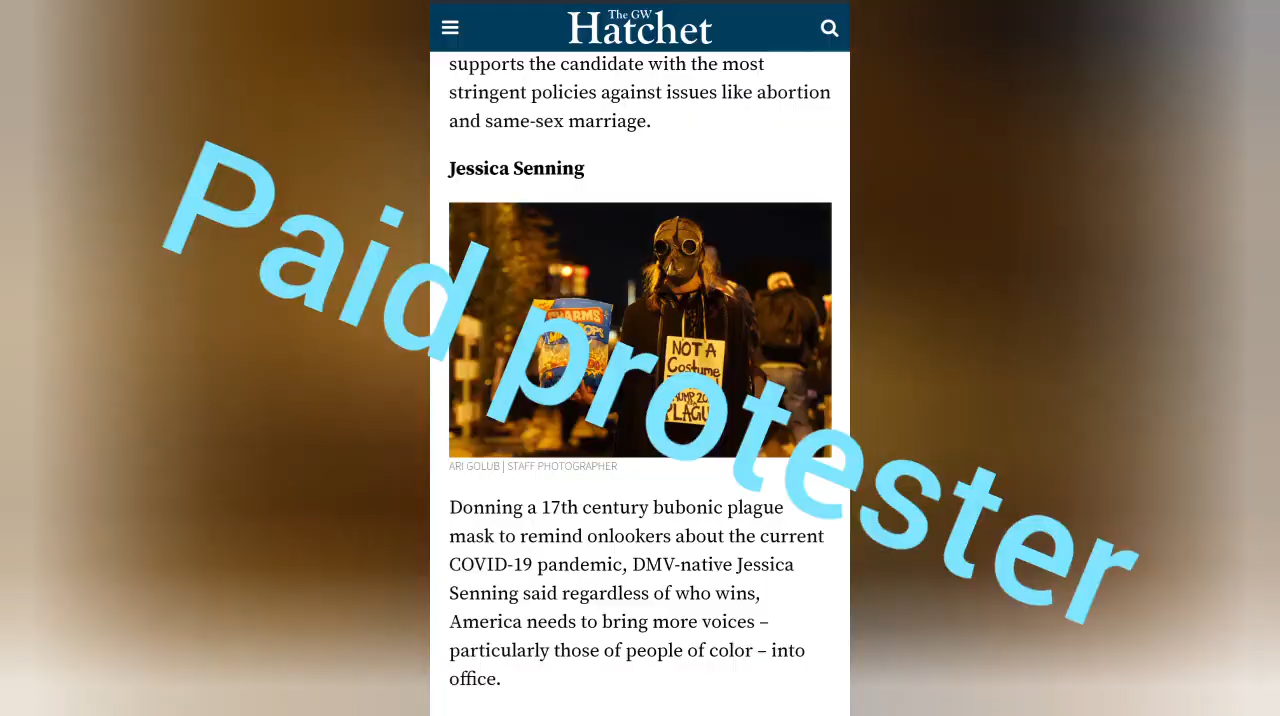 The GW
Hatchet
supports the candidate with the most
stringent policies against issues like abortion
and same-sex marriage.
Jessica Senning
CHARMS
NOT A
Costume
PLAGU
Paid protester
ARI GOLUB | STAFF PHOTOGRAPHER
Donning a 17th century bubonic plague
mask to remind onlookers about the current
COVID-19 pandemic, DMV-native Jessica
Senning said regardless of who wins,
America needs to bring more voices –
particularly those of people of color – into
office.